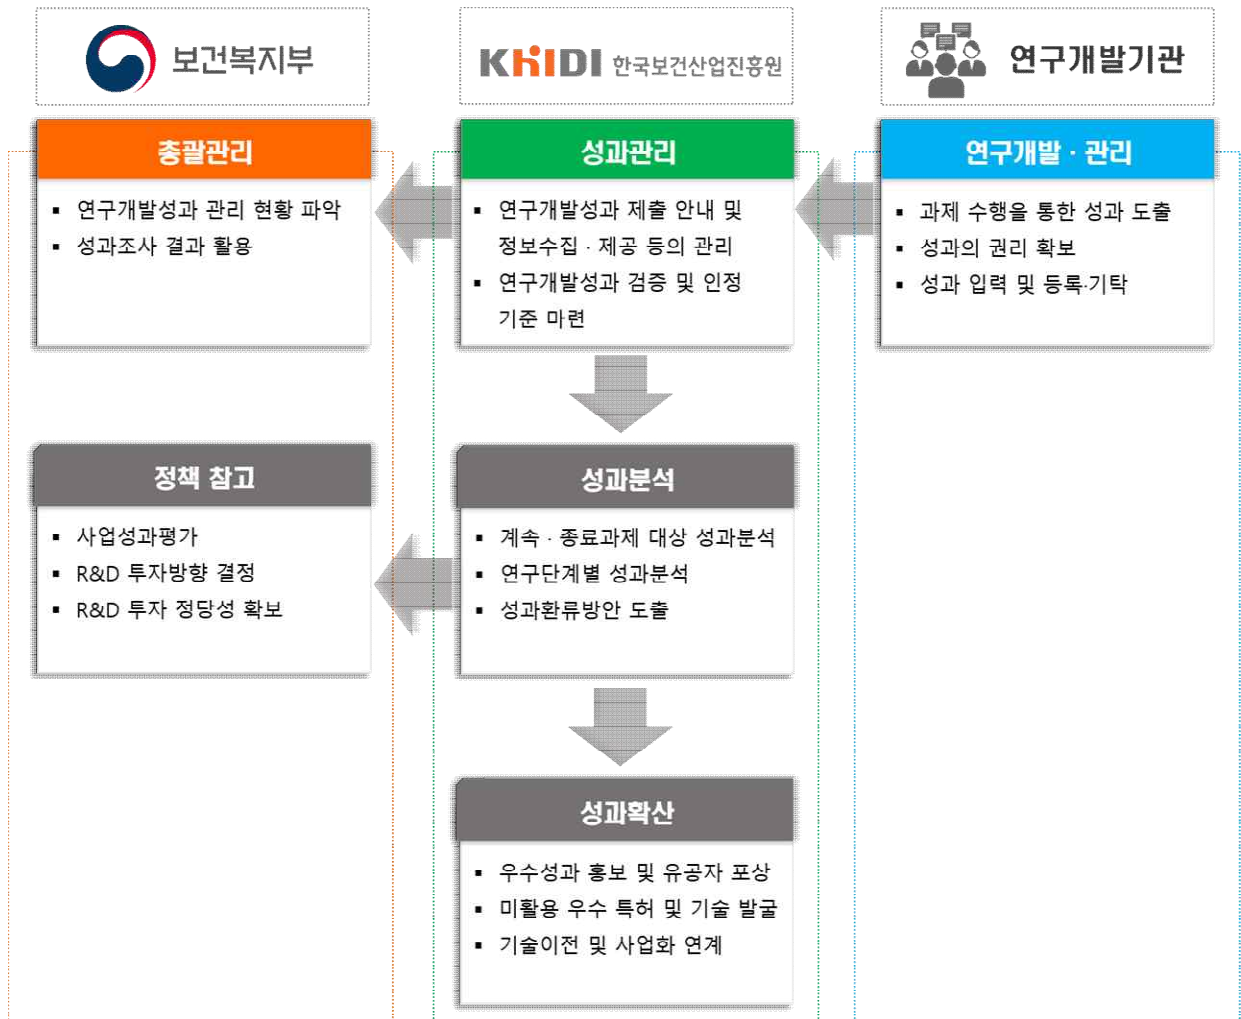 보건복지부
KHIDI 한국보건산업진흥원
연구개발기관
총괄관리
▪ 연구개발성과 관리 현황 파악
▪ 성과조사 결과 활용
성과관리
▪ 연구개발성과 제출 안내 및
정보수집 · 제공 등의 관리
▪ 연구개발성과 검증 및 인정
기준 마련
연구개발 · 관리
▪ 과제 수행을 통한 성과 도출
▪ 성과의 권리 확보
▪ 성과 입력 및 등록·기탁
정책 참고
▪ 사업성과평가
▪ R&D 투자방향 결정
▪ R&D 투자 정당성 확보
성과분석
▪ 계속 · 종료과제 대상 성과분석
▪ 연구단계별 성과분석
▪ 성과환류방안 도출
성과확산
▪ 우수성과 홍보 및 유공자 포상
▪ 미활용 우수 특허 및 기술 발굴
▪ 기술이전 및 사업화 연계